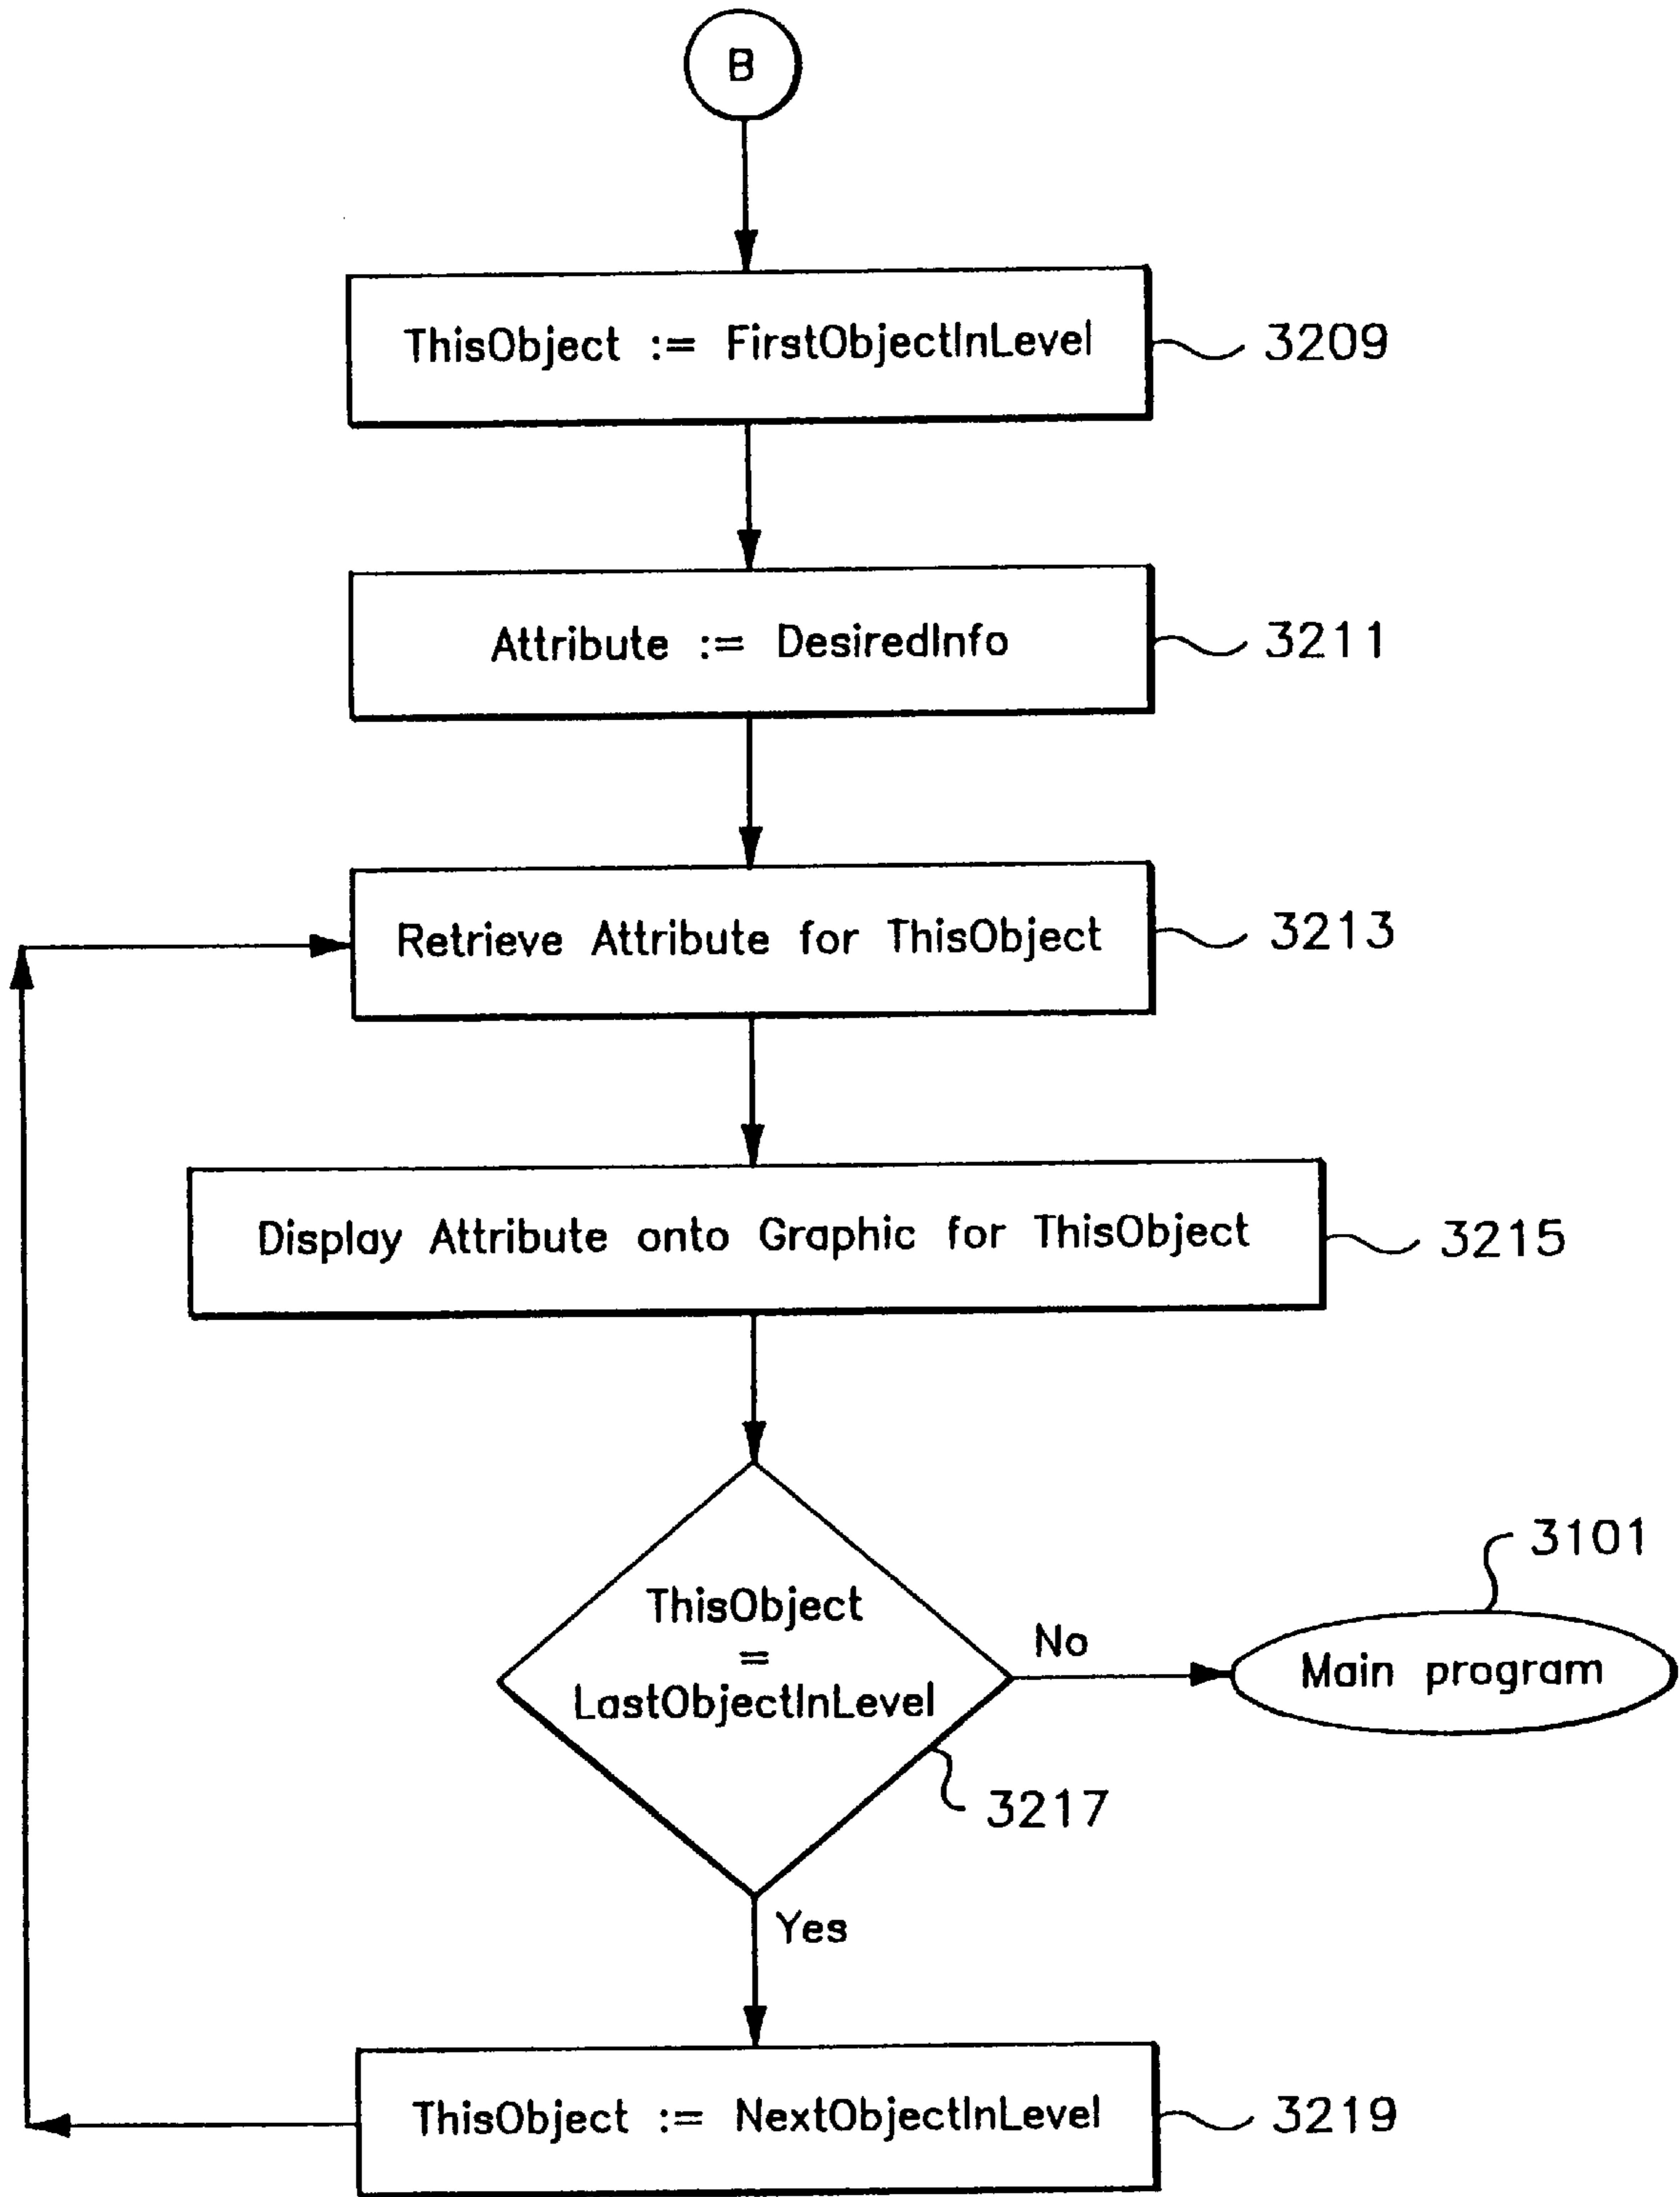 B
ThisObject := FirstObjectInLevel
3209
Attribute := DesiredInfo
3211
Retrieve Attribute for ThisObject
3213
Display Attribute onto Graphic for ThisObject
3215
ThisObject
=
LastObjectInLevel
3217
No
Main program
3101
Yes
ThisObject := NextObjectInLevel
3219